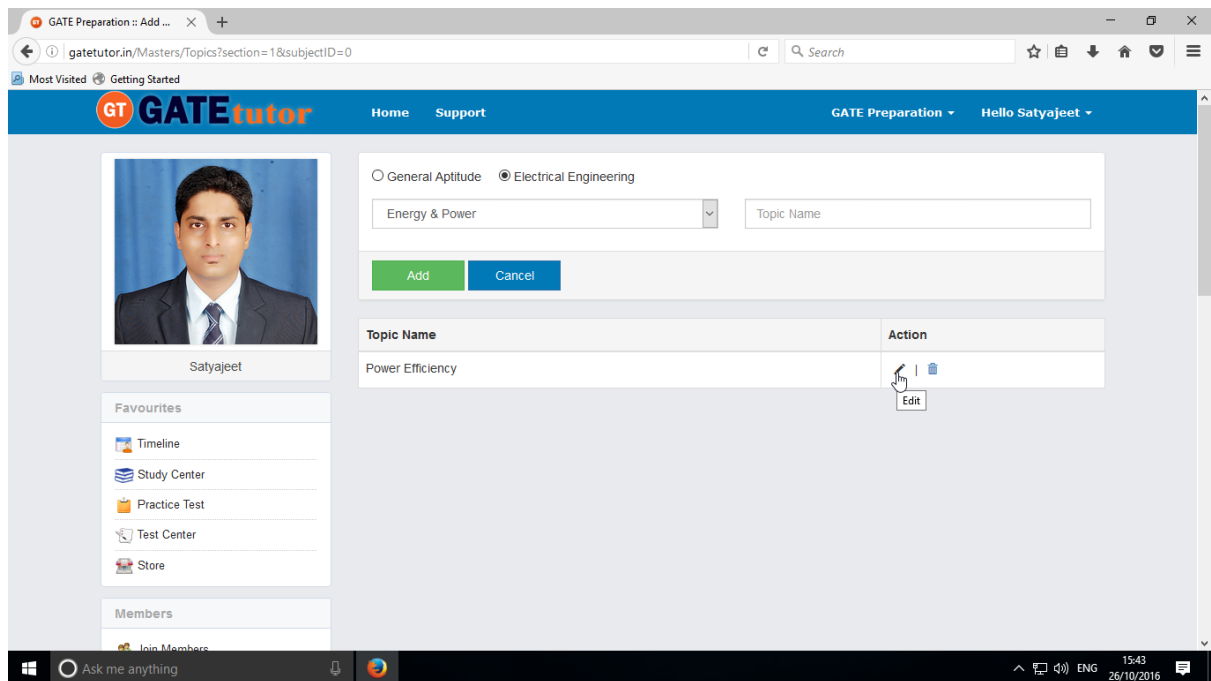 GATE Preparation :: Add ...
gatetutor.in/Masters/Topics?section=1&subjectID=0
Search
Most Visited Getting Started
GT GATEtutor Home Support GATE Preparation Hello Satyajeet
General Aptitude Electrical Engineering
Energy & Power Topic Name
Add Cancel
Topic Name Action
Power Efficiency |
Edit
Satyajeet
Favourites
Timeline
Study Center
Practice Test
Test Center
Store
Members
Join Members
Ask me anything
ENG
15:43
26/10/2016